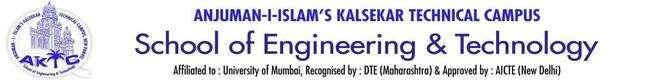 ANJUMAN-I-ISLAM'S KALSEKAR TECHNICAL CAMPUS
School of Engineering & Technology
Affiliated to : University of Mumbai, Recognised by : DTE (Maharashtra) & Approved by : AICTE (New Delhi)
AKTC